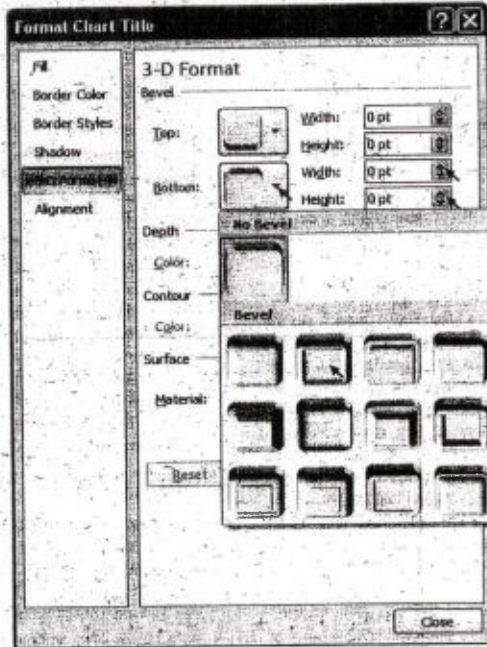 Format Chart Title
Fill
Border Color
Border Styles
Shadow
Alignment
3-D Format
Bevel
Top:
Width: 0 pt
Height: 0 pt
Bottom:
Width: 0 pt
Height: 0 pt
No Bevel
Bevel
Depth
Color:
Contour
Color:
Surface
Material:
Reset
Close